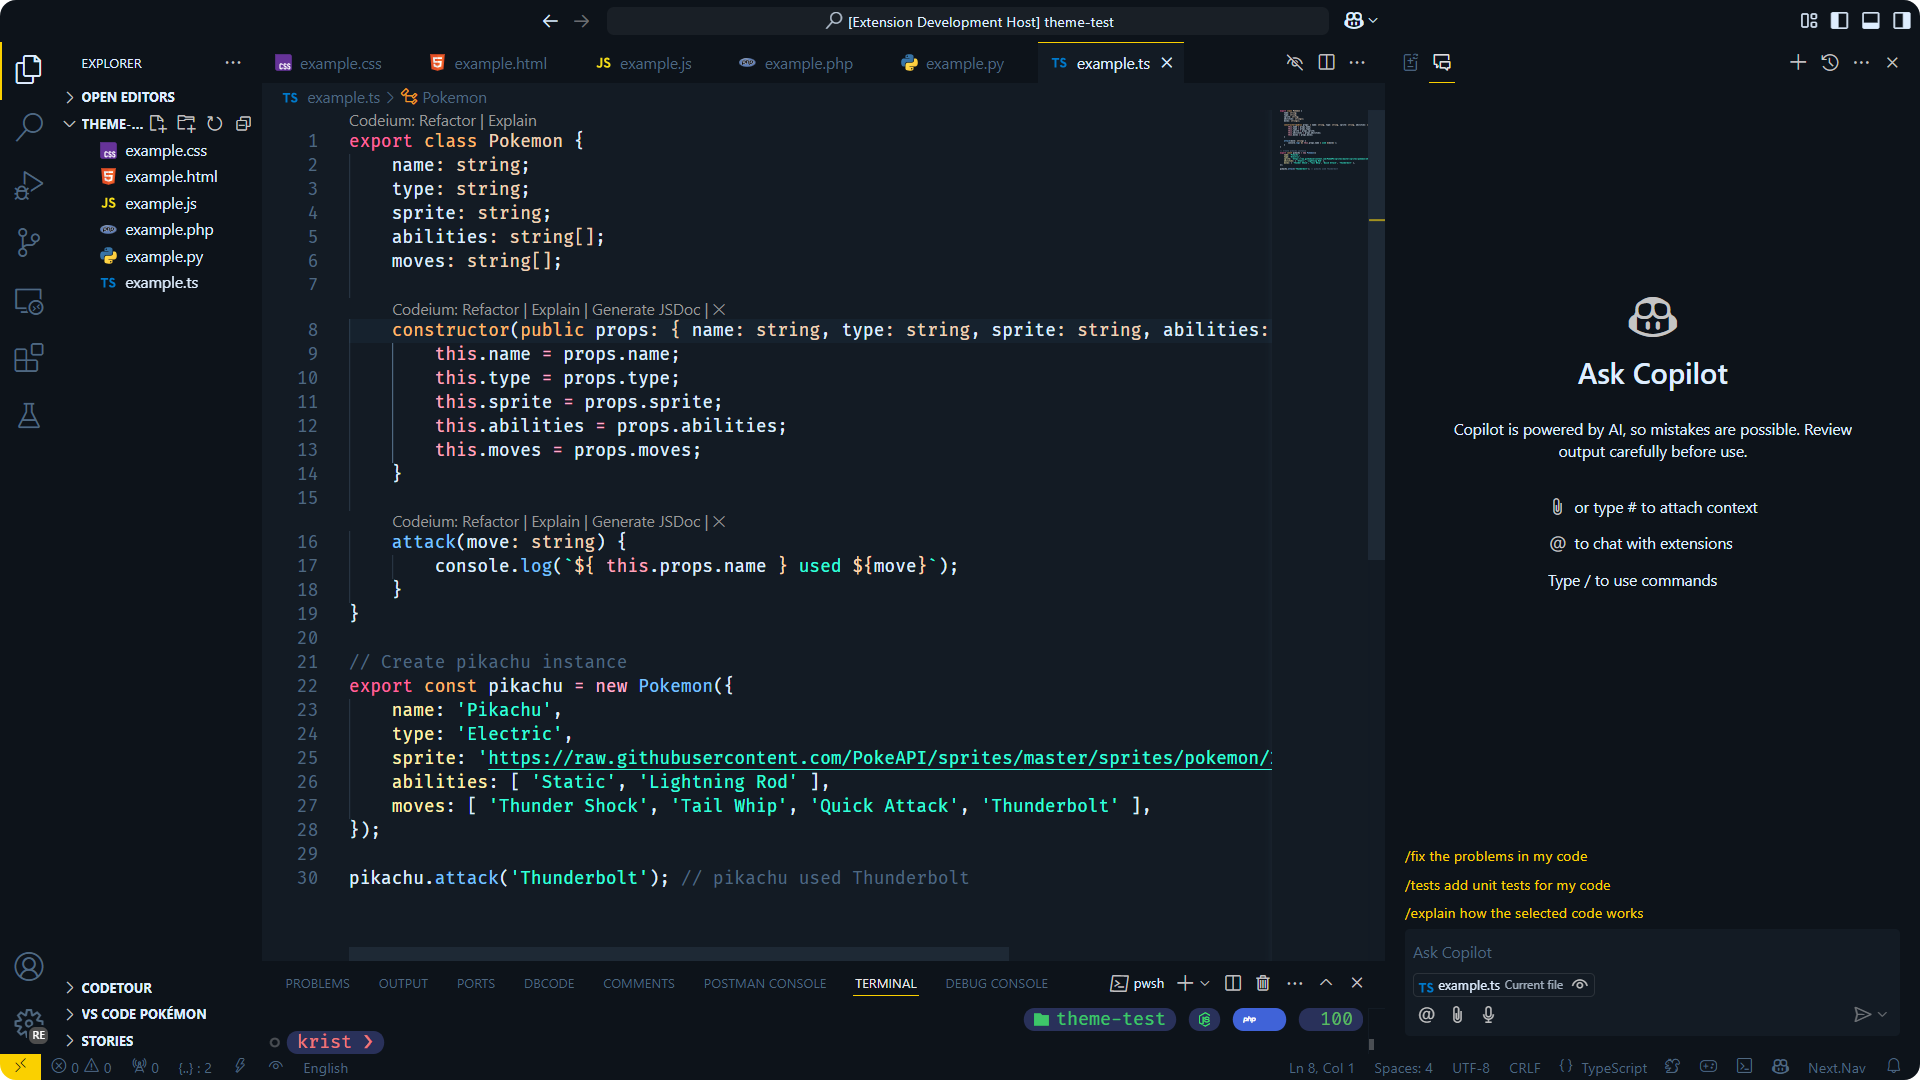 [Extension Development Host] theme-test
EXPLORER
OPEN EDITORS
THEME-...
example.css
example.html
JS example.js
example.php
example.py
TS example.ts
CODETOUR
VS CODE POKÉMON
STORIES
example.css
example.html
JS example.js
example.php
example.py
TS example.ts
TS example.ts > Pokemon
Codeium: Refactor | Explain
1 export class Pokemon {
2 name: string;
3 type: string;
4 sprite: string;
5 abilities: string[];
6 moves: string[];
7
Codeium: Refactor | Explain | Generate JSDoc | ×
8 constructor(public props: { name: string, type: string, sprite: string, abilities:
9 this.name = props.name;
10 this.type = props.type;
11 this.sprite = props.sprite;
12 this.abilities = props.abilities;
13 this.moves = props.moves;
14 }
15
Codeium: Refactor | Explain | Generate JSDoc | ×
16 attack(move: string) {
17 console.log(`${ this.props.name } used ${move}`);
18 }
19 }
20
21 // Create pikachu instance
22 export const pikachu = new Pokemon({
23 name: 'Pikachu',
24 type: 'Electric',
25 sprite: 'https://raw.githubusercontent.com/PokeAPI/sprites/master/sprites/pokemon/
26 abilities: [ 'Static', 'Lightning Rod' ],
27 moves: [ 'Thunder Shock', 'Tail Whip', 'Quick Attack', 'Thunderbolt' ],
28 });
29
30 pikachu.attack('Thunderbolt'); // pikachu used Thunderbolt
PROBLEMS OUTPUT PORTS DBCODE COMMENTS POSTMAN CONSOLE TERMINAL DEBUG CONSOLE
pwsh
theme-test php 100
krist ❯
Ask Copilot
Copilot is powered by AI, so mistakes are possible. Review
output carefully before use.
or type # to attach context
@ to chat with extensions
Type / to use commands
/fix the problems in my code
/tests add unit tests for my code
/explain how the selected code works
Ask Copilot
TS example.ts Current file
@
RE
0 0 0 {..} : 2 English
Ln 8, Col 1 Spaces: 4 UTF-8 CRLF { } TypeScript Next.Nav